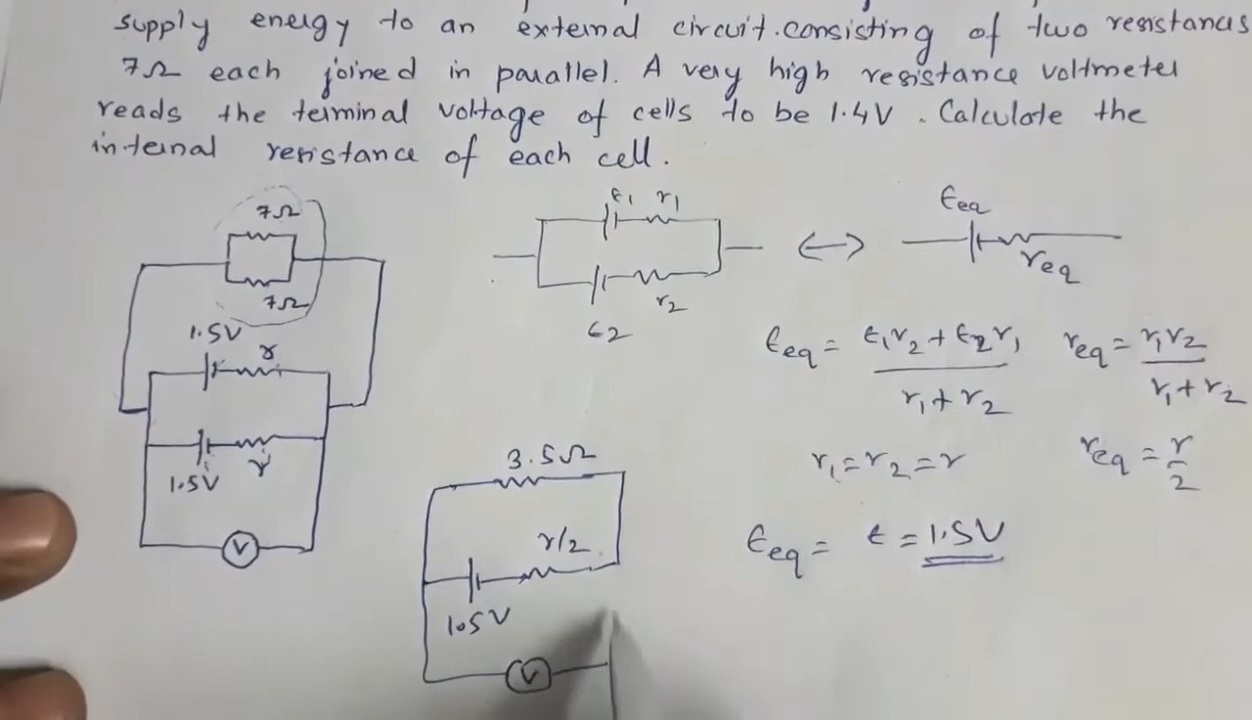 supply energy to an external circuit. consisting of two resistances
7Ω each joined in parallel. A very high resistance voltmeter
reads the terminal voltage of cells to be 1.4V. Calculate the
internal resistance of each cell.
7Ω
7Ω
1.5V
r
1.5V
r
V
ε1 r1
ε2
r2
εeq
req
εeq = ε1r2 + ε2r1 / r1 + r2
req = r1r2 / r1 + r2
r1 = r2 = r
req = r/2
εeq = ε = 1.5V
3.5Ω
r/2
1.5V
V